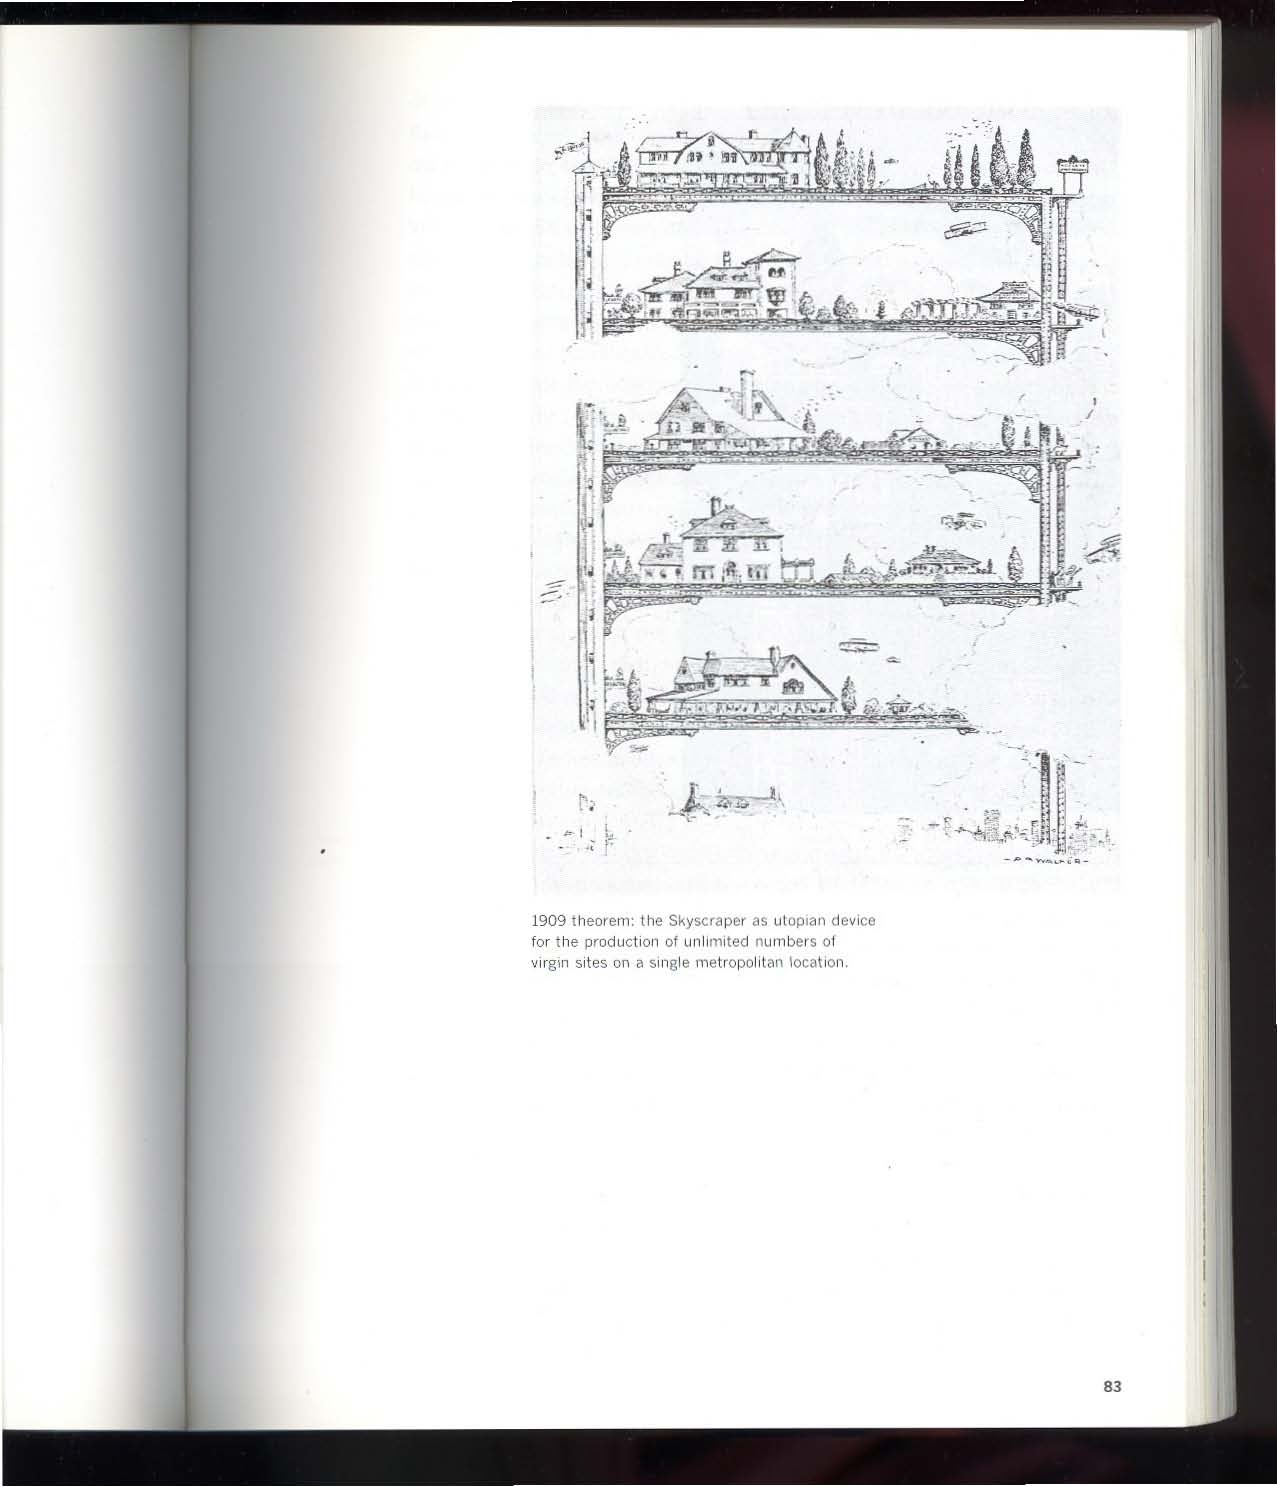 1909 theorem: the Skyscraper as utopian device
for the production of unlimited numbers of
virgin sites on a single metropolitan location.
83